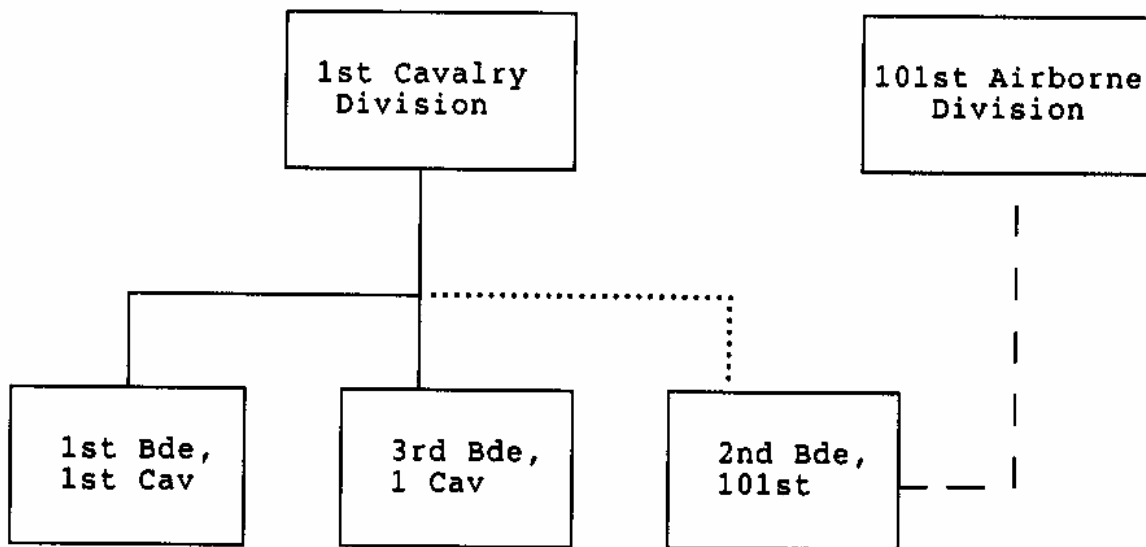 1st Cavalry
Division
101st Airborne
Division
1st Bde,
1st Cav
3rd Bde,
1 Cav
2nd Bde,
101st